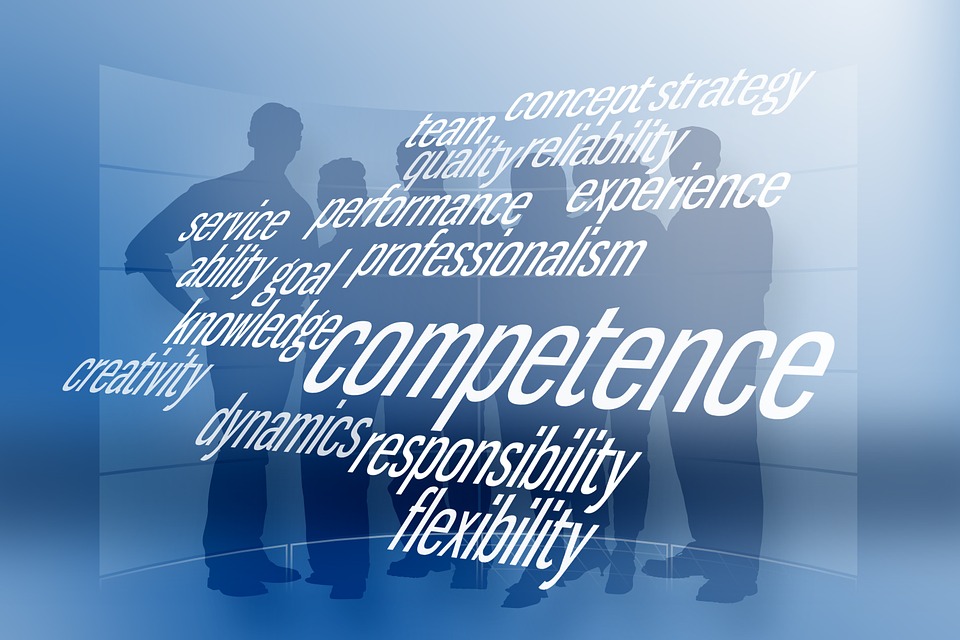 concept strategy
team
quality reliability
experience
service performance
ability goal professionalism
knowledge
competence
creativity
dynamics
responsibility
flexibility